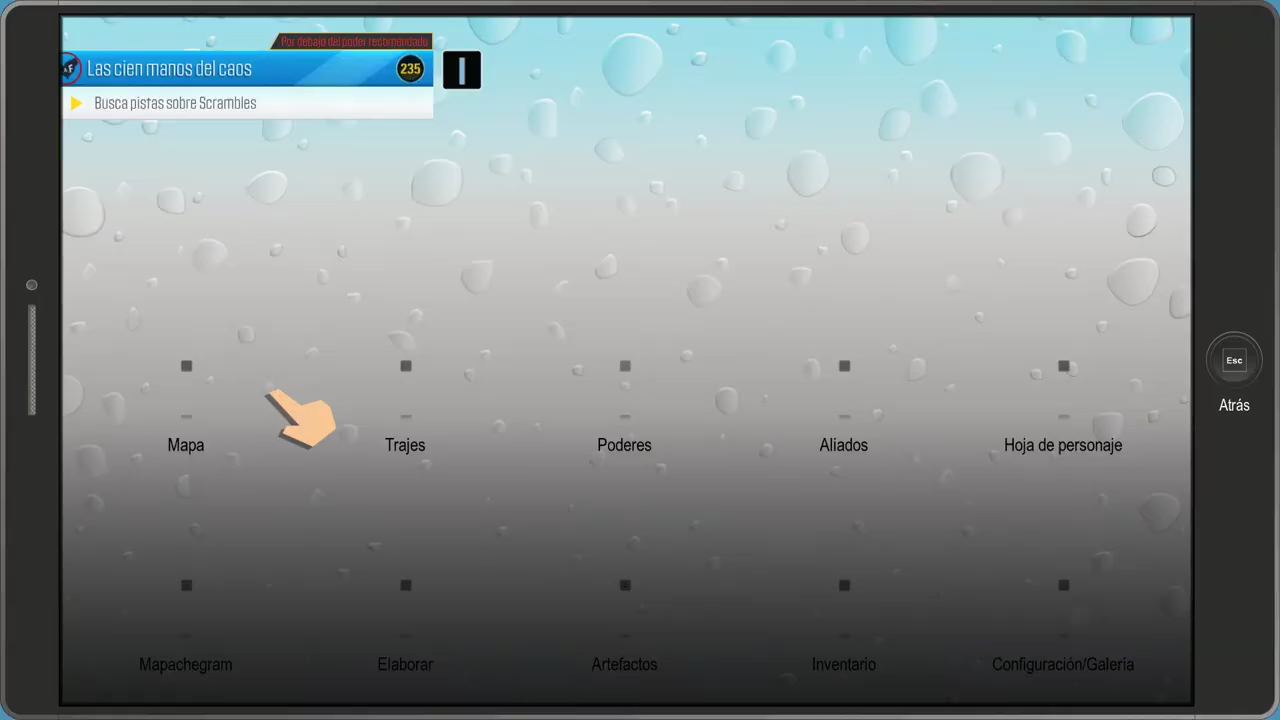 Por debajo del poder recomendado
Las cien manos del caos
235
Busca pistas sobre Scrambles
Esc
Atrás
Mapa
Trajes
Poderes
Aliados
Hoja de personaje
Mapachegram
Elaborar
Artefactos
Inventario
Configuración/Galería